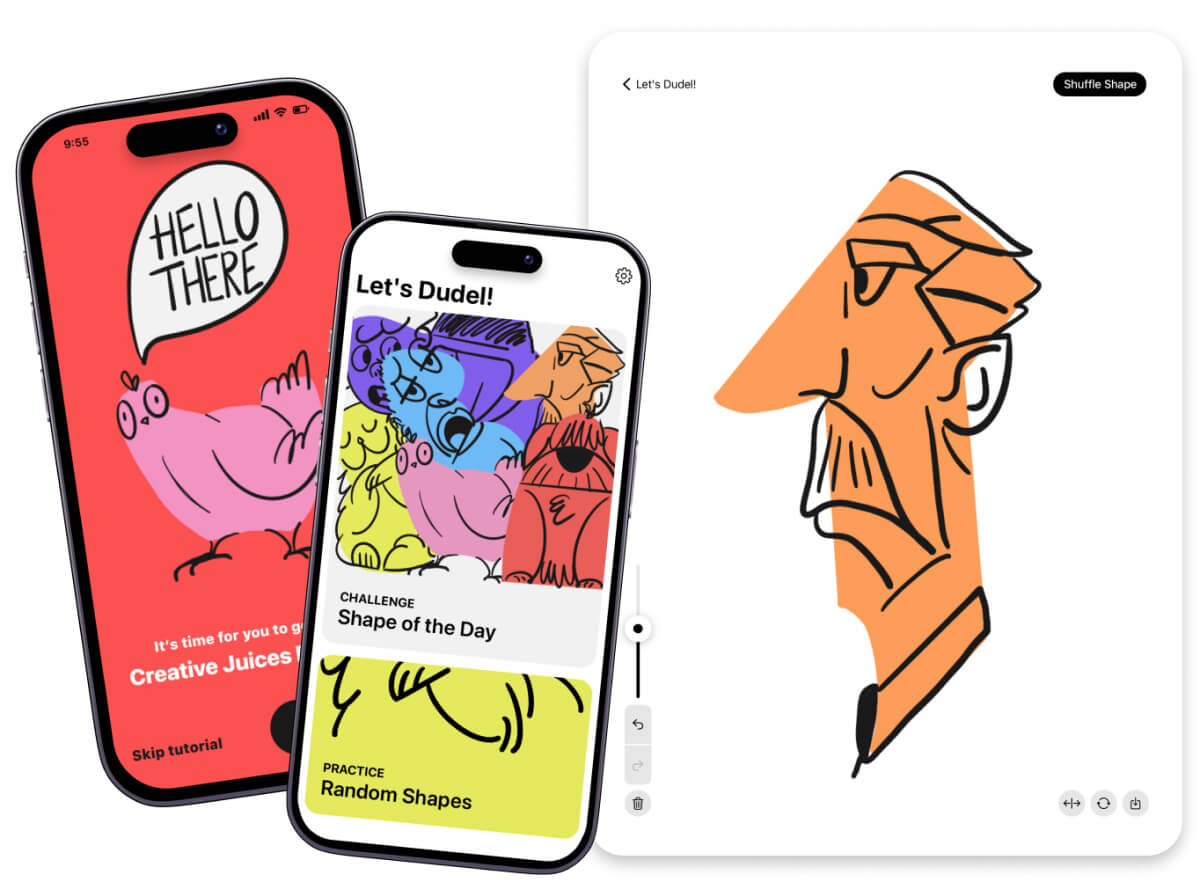 9:55
HELLO
THERE
It's time for you to
Creative Juices
Skip tutorial
Let's Dudel!
CHALLENGE
Shape of the Day
PRACTICE
Random Shapes
Let's Dudel!
Shuffle Shape